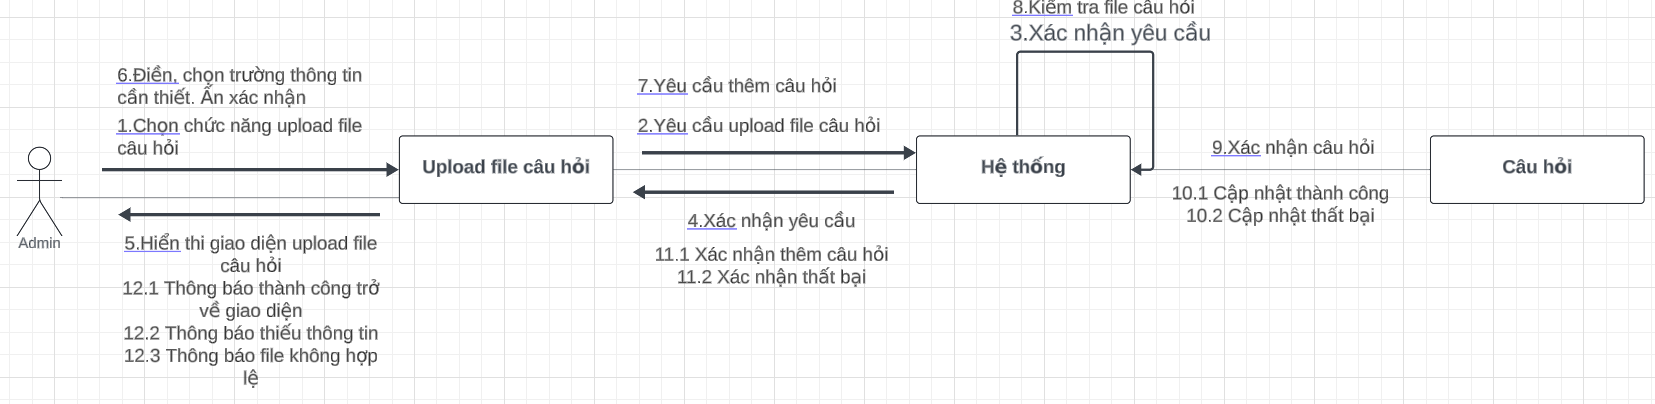 8.Kiểm tra file câu hỏi
3.Xác nhận yêu cầu
6.Điền, chọn trường thông tin
cần thiết. Ấn xác nhận
1.Chọn chức năng upload file
câu hỏi
7.Yêu cầu thêm câu hỏi
2.Yêu cầu upload file câu hỏi
Upload file câu hỏi
Hệ thống
9.Xác nhận câu hỏi
Câu hỏi
10.1 Cập nhật thành công
10.2 Cập nhật thất bại
Admin
4.Xác nhận yêu cầu
11.1 Xác nhận thêm câu hỏi
11.2 Xác nhận thất bại
5.Hiển thi giao diện upload file
câu hỏi
12.1 Thông báo thành công trở
về giao diện
12.2 Thông báo thiếu thông tin
12.3 Thông báo file không hợp
lệ